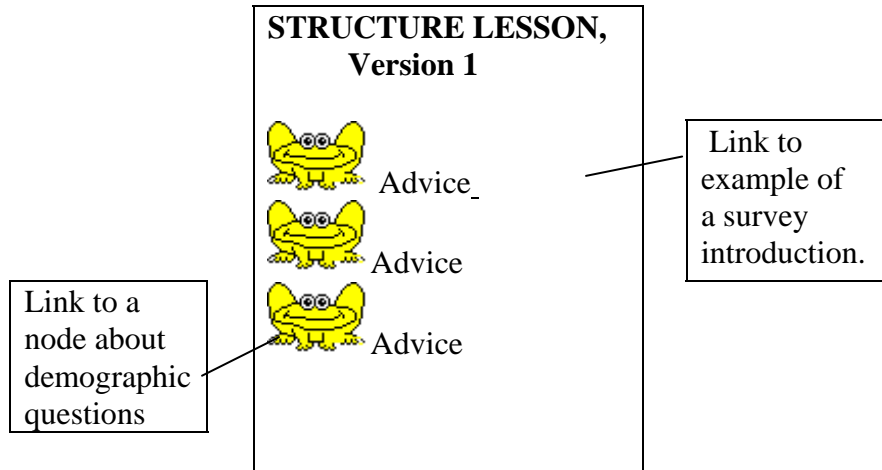 STRUCTURE LESSON,
Version 1
Advice
Link to
example of
a survey
introduction.
Advice
Advice
Link to a
node about
demographic
questions